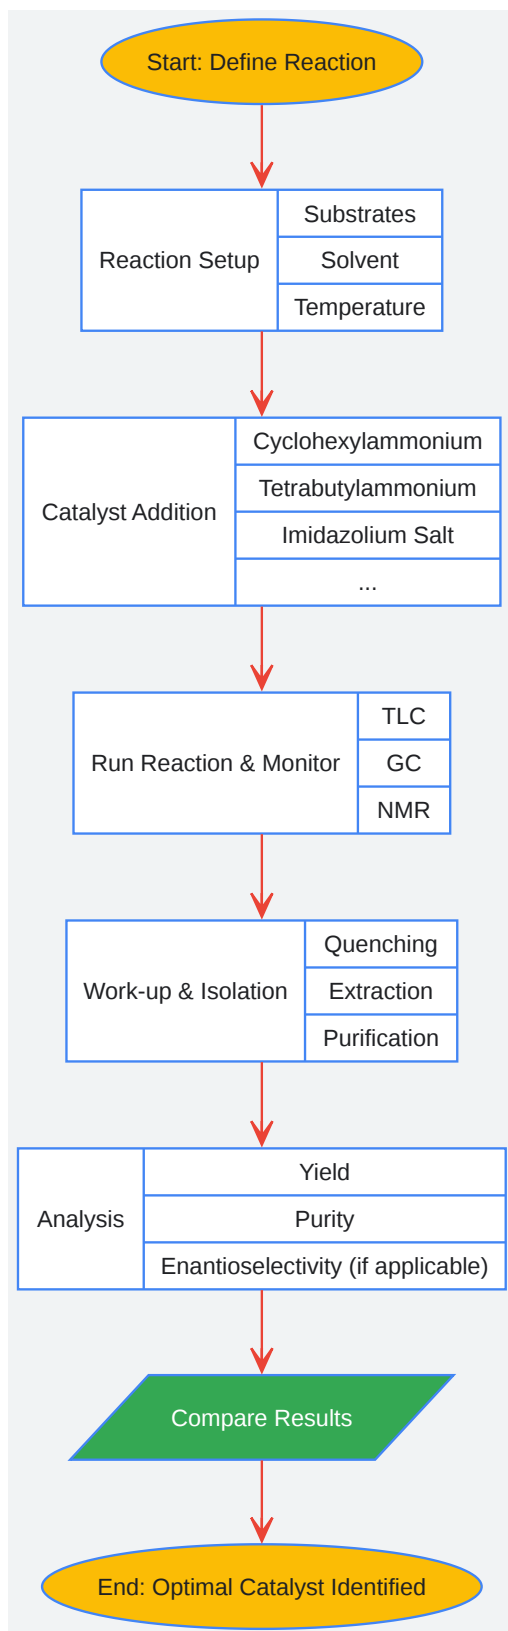 Start: Define Reaction
Reaction Setup
Substrates
Solvent
Temperature
Catalyst Addition
Cyclohexylammonium
Tetrabutylammonium
Imidazolium Salt
...
Run Reaction & Monitor
TLC
GC
NMR
Work-up & Isolation
Quenching
Extraction
Purification
Analysis
Yield
Purity
Enantioselectivity (if applicable)
Compare Results
End: Optimal Catalyst Identified